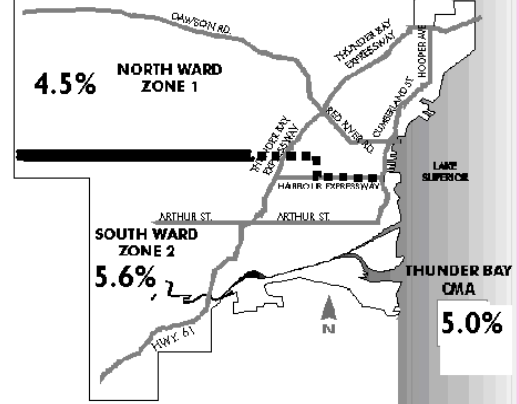 DAWSON RD.
THUNDER BAY
EXPRESSWAY
HOOPER AVE
4.5%
NORTH WARD
ZONE 1
CUMBERLAND ST.
RED RIVER RD.
THUNDER BAY
EXPRESSWAY
LAKE
SUPERIOR
HARBOUR EXPRESSWAY
ARTHUR ST.
ARTHUR ST.
SOUTH WARD
ZONE 2
5.6%
THUNDER BAY
CMA
5.0%
N
HWY. 61